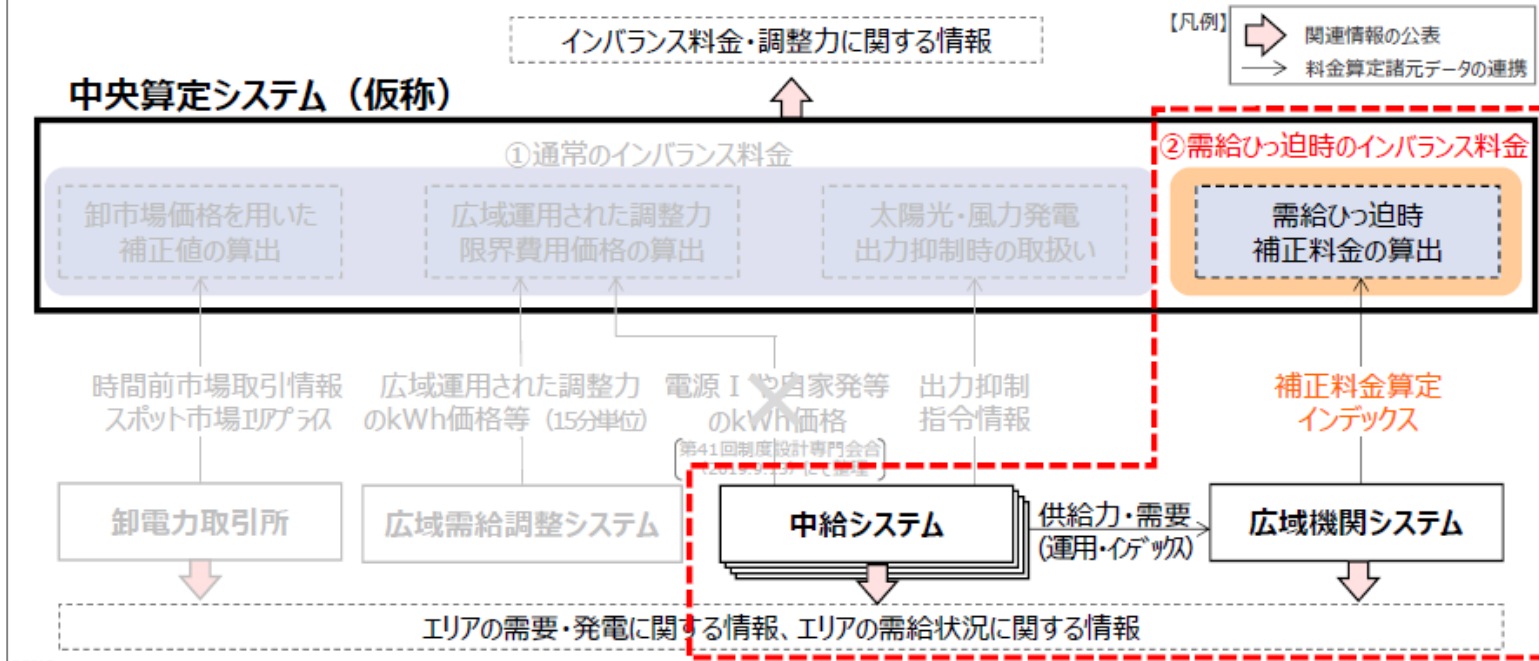 インバランス料金・調整力に関する情報
【凡例】
関連情報の公表
料金算定諸元データの連携
中央算定システム（仮称）
①通常のインバランス料金
②需給ひっ迫時のインバランス料金
卸市場価格を用いた
補正値の算出
広域運用された調整力
限界費用価格の算出
太陽光・風力発電
出力抑制時の取扱い
需給ひっ迫時
補正料金の算出
時間前市場取引情報
スポット市場エリアプライス
広域運用された調整力
のkWh価格等（15分単位）
電源Ⅰや自家発等
のkWh価格
第41回制度設計専門会合
出力抑制
指令情報
補正料金算定
インデックス
卸電力取引所
広域需給調整システム
中給システム
供給力・需要
(運用・インデックス)
広域機関システム
エリアの需要・発電に関する情報、エリアの需給状況に関する情報